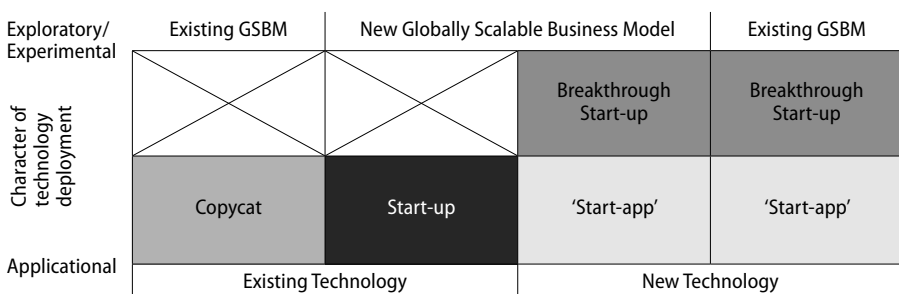 Exploratory/
Experimental
Existing GSBM
New Globally Scalable Business Model
Existing GSBM
Character of
technology
deployment
Breakthrough
Start-up
Breakthrough
Start-up
Copycat
Start-up
'Start-app'
'Start-app'
Applicational
Existing Technology
New Technology